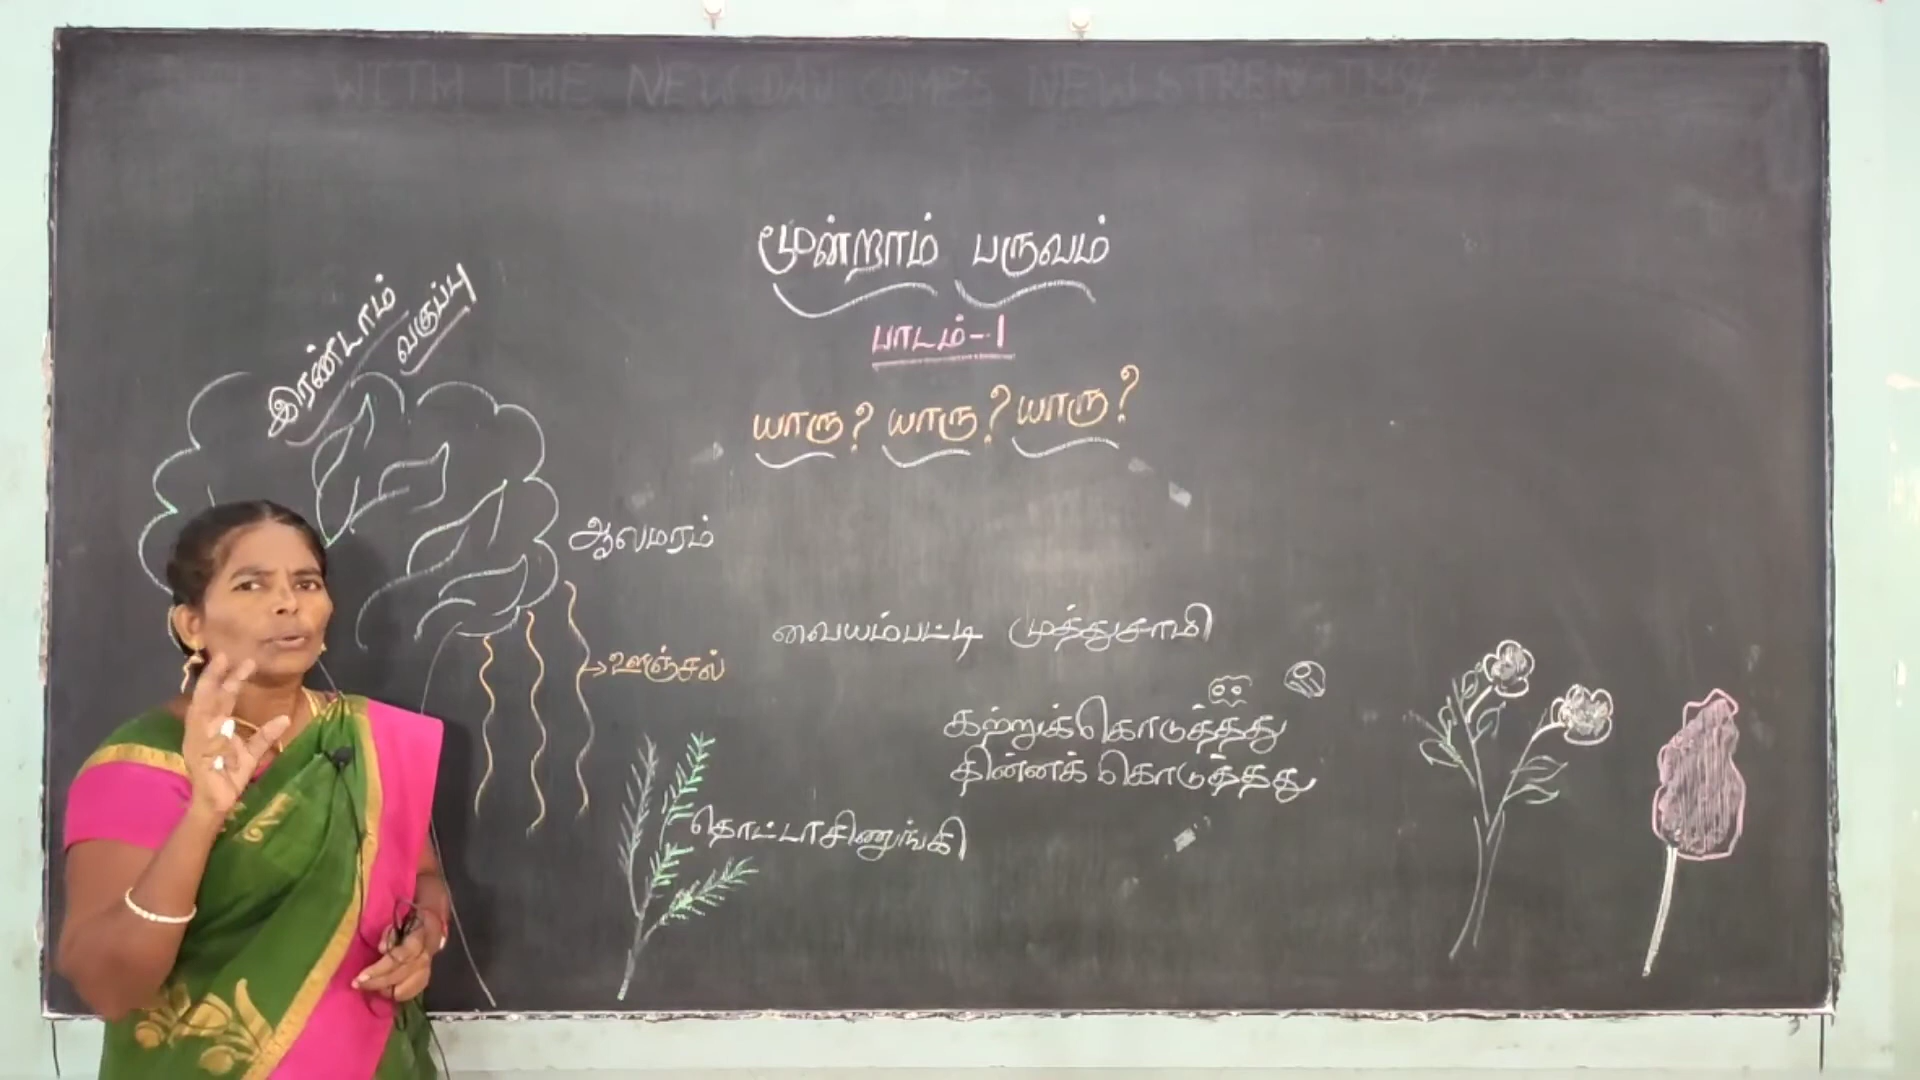 WITH THE NEW DAY COMES NEW STRENGTHS
மூன்றாம் பருவம்
இரண்டாம்
வகுப்பு
பாடம்-1
யாரு? யாரு? யாரு?
ஆலமரம்
வையம்பட்டி முத்துசாமி
ஊஞ்சல்
கற்றுக்கொடுத்தது
தின்னக் கொடுத்தது
தொட்டாசிணுங்கி